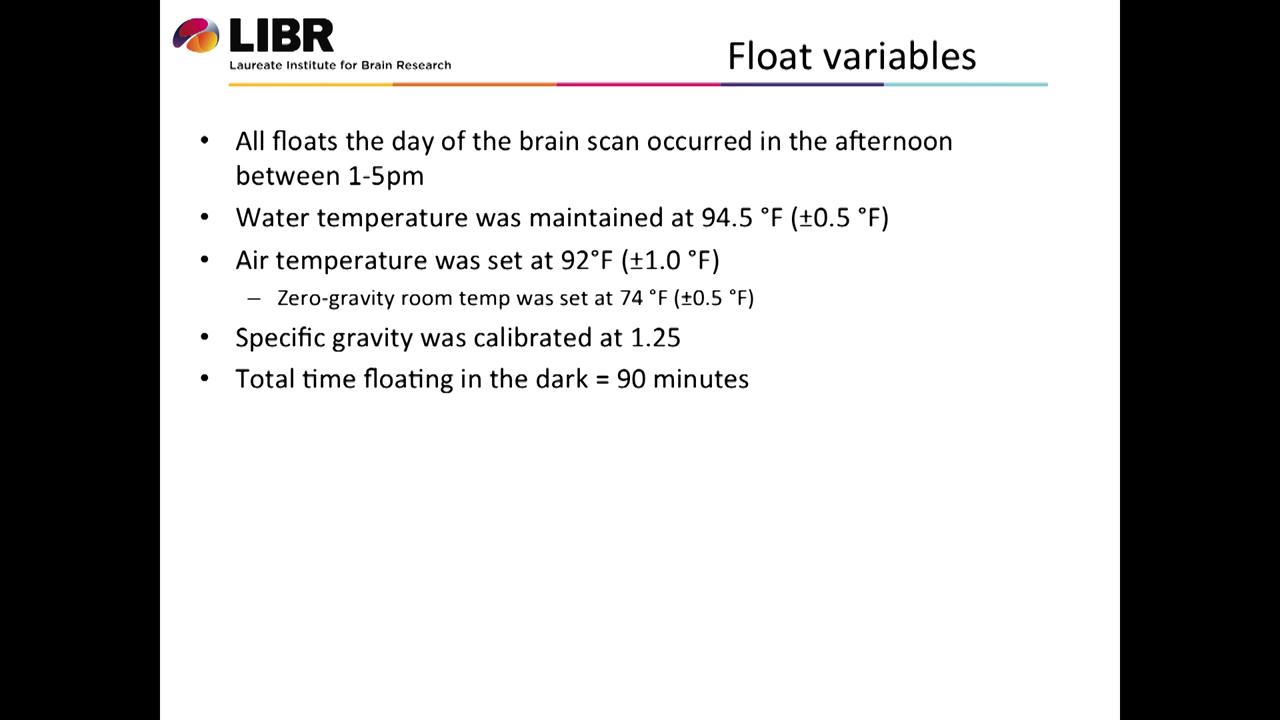 LIBR
Laureate Institute for Brain Research
Float variables
• All floats the day of the brain scan occurred in the afternoon
between 1-5pm
• Water temperature was maintained at 94.5 °F (±0.5 °F)
• Air temperature was set at 92°F (±1.0 °F)
– Zero-gravity room temp was set at 74 °F (±0.5 °F)
• Specific gravity was calibrated at 1.25
• Total time floating in the dark = 90 minutes